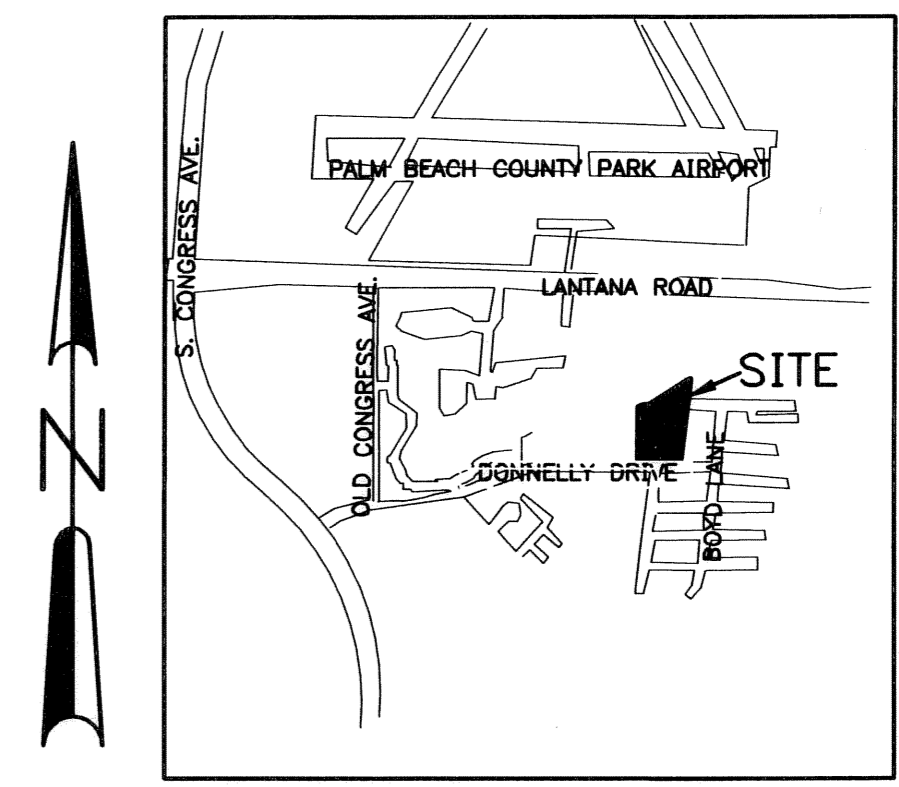 PALM BEACH COUNTY PARK AIRPORT
S. CONGRESS AVE.
LANTANA ROAD
OLD CONGRESS AVE.
SITE
DONNELLY DRIVE
BOYD LANE
N